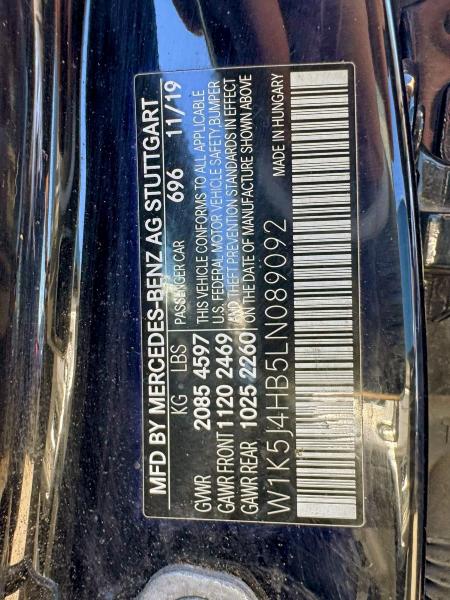 MFD BY MERCEDES-BENZ AG STUTTGART
KG LBS PASSENGER CAR 696 11/19
GVWR 2085 4597 THIS VEHICLE CONFORMS TO ALL APPLICABLE
GAWR FRONT 1120 2469 U.S. FEDERAL MOTOR VEHICLE SAFETY BUMPER
AND THEFT PREVENTION STANDARDS IN EFFECT
GAWR REAR 1025 2260 ON THE DATE OF MANUFACTURE SHOWN ABOVE
W1K5J4HB5LN089092 MADE IN HUNGARY